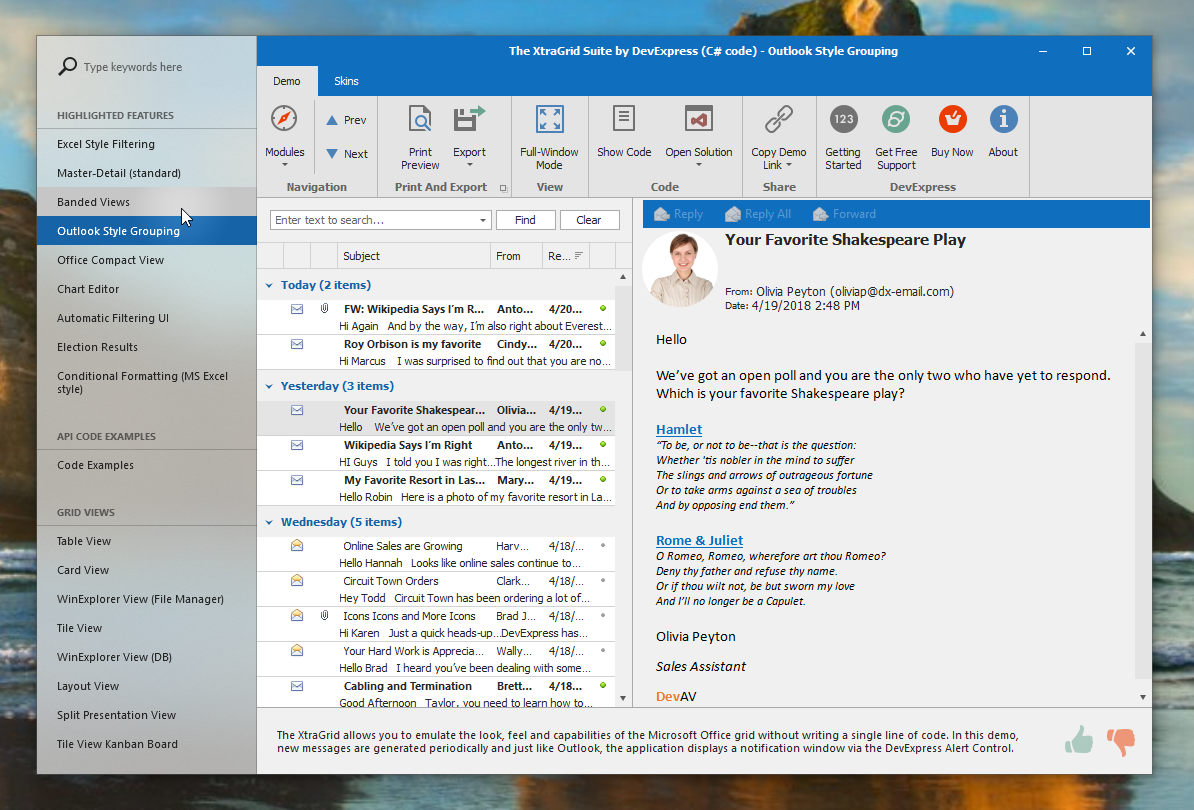 The XtraGrid Suite by DevExpress (C# code) - Outlook Style Grouping
Type keywords here
HIGHLIGHTED FEATURES
Excel Style Filtering
Master-Detail (standard)
Banded Views
Outlook Style Grouping
Office Compact View
Chart Editor
Automatic Filtering UI
Election Results
Conditional Formatting (MS Excel
style)
API CODE EXAMPLES
Code Examples
GRID VIEWS
Table View
Card View
WinExplorer View (File Manager)
Tile View
WinExplorer View (DB)
Layout View
Split Presentation View
Tile View Kanban Board
Demo Skins
Modules
Prev
Next
Navigation
Print
Preview
Export
Print And Export
Full-Window
Mode
View
Show Code
Open Solution
Code
Copy Demo
Link
Share
123
Getting
Started
Get Free
Support
Buy Now
About
DevExpress
Enter text to search... Find Clear
Subject From Re...
Today (2 items)
FW: Wikipedia Says I'm R... Anto... 4/20...
Hi Again And by the way, I'm also right about Everest...
Roy Orbison is my favorite Cindy... 4/20...
Hi Marcus I was surprised to find out that you are no...
Yesterday (3 items)
Your Favorite Shakespear... Olivia... 4/19...
Hello We've got an open poll and you are the only tw...
Wikipedia Says I'm Right Anto... 4/19...
HI Guys I told you I was right...The longest river in th...
My Favorite Resort in Las... Mary... 4/19...
Hello Robin Here is a photo of my favorite resort in La...
Wednesday (5 items)
Online Sales are Growing Harv... 4/18/...
Hello Hannah Looks like online sales continue to...
Circuit Town Orders Clark... 4/18/...
Hey Todd Circuit Town has been ordering a lot of...
Icons Icons and More Icons Brad J... 4/18/...
Hi Karen Just a quick heads-up...DevExpress has...
Your Hard Work is Apprecia... Wally... 4/18/...
Hello Brad I heard you've been dealing with some...
Cabling and Termination Brett... 4/18...
Good Afternoon Taylor, you need to learn how to...
Reply Reply All Forward
Your Favorite Shakespeare Play
From: Olivia Peyton (oliviap@dx-email.com)
Date: 4/19/2018 2:48 PM
Hello
We've got an open poll and you are the only two who have yet to respond.
Which is your favorite Shakespeare play?
Hamlet
"To be, or not to be--that is the question:
Whether 'tis nobler in the mind to suffer
The slings and arrows of outrageous fortune
Or to take arms against a sea of troubles
And by opposing end them."
Rome & Juliet
O Romeo, Romeo, wherefore art thou Romeo?
Deny thy father and refuse thy name.
Or if thou wilt not, be but sworn my love
And I'll no longer be a Capulet.
Olivia Peyton
Sales Assistant
DevAV
The XtraGrid allows you to emulate the look, feel and capabilities of the Microsoft Office grid without writing a single line of code. In this demo,
new messages are generated periodically and just like Outlook, the application displays a notification window via the DevExpress Alert Control.